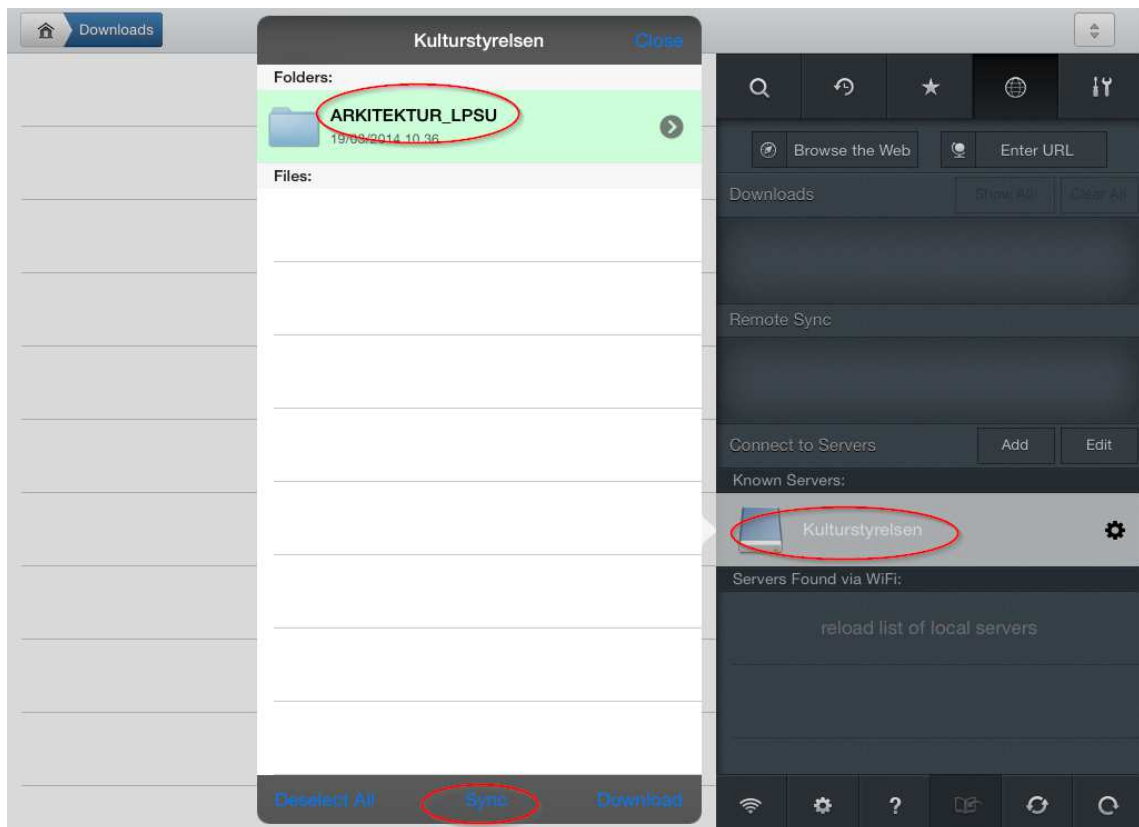 Downloads
Kulturstyrelsen
Close
Folders:
ARKITEKTUR_LPSU
19/03/2014 10.36
Files:
Deselect All
Sync
Download
Browse the Web
Enter URL
Downloads
Show All
Clear All
Remote Sync
Connect to Servers
Add
Edit
Known Servers:
Kulturstyrelsen
Servers Found via WiFi:
reload list of local servers
?